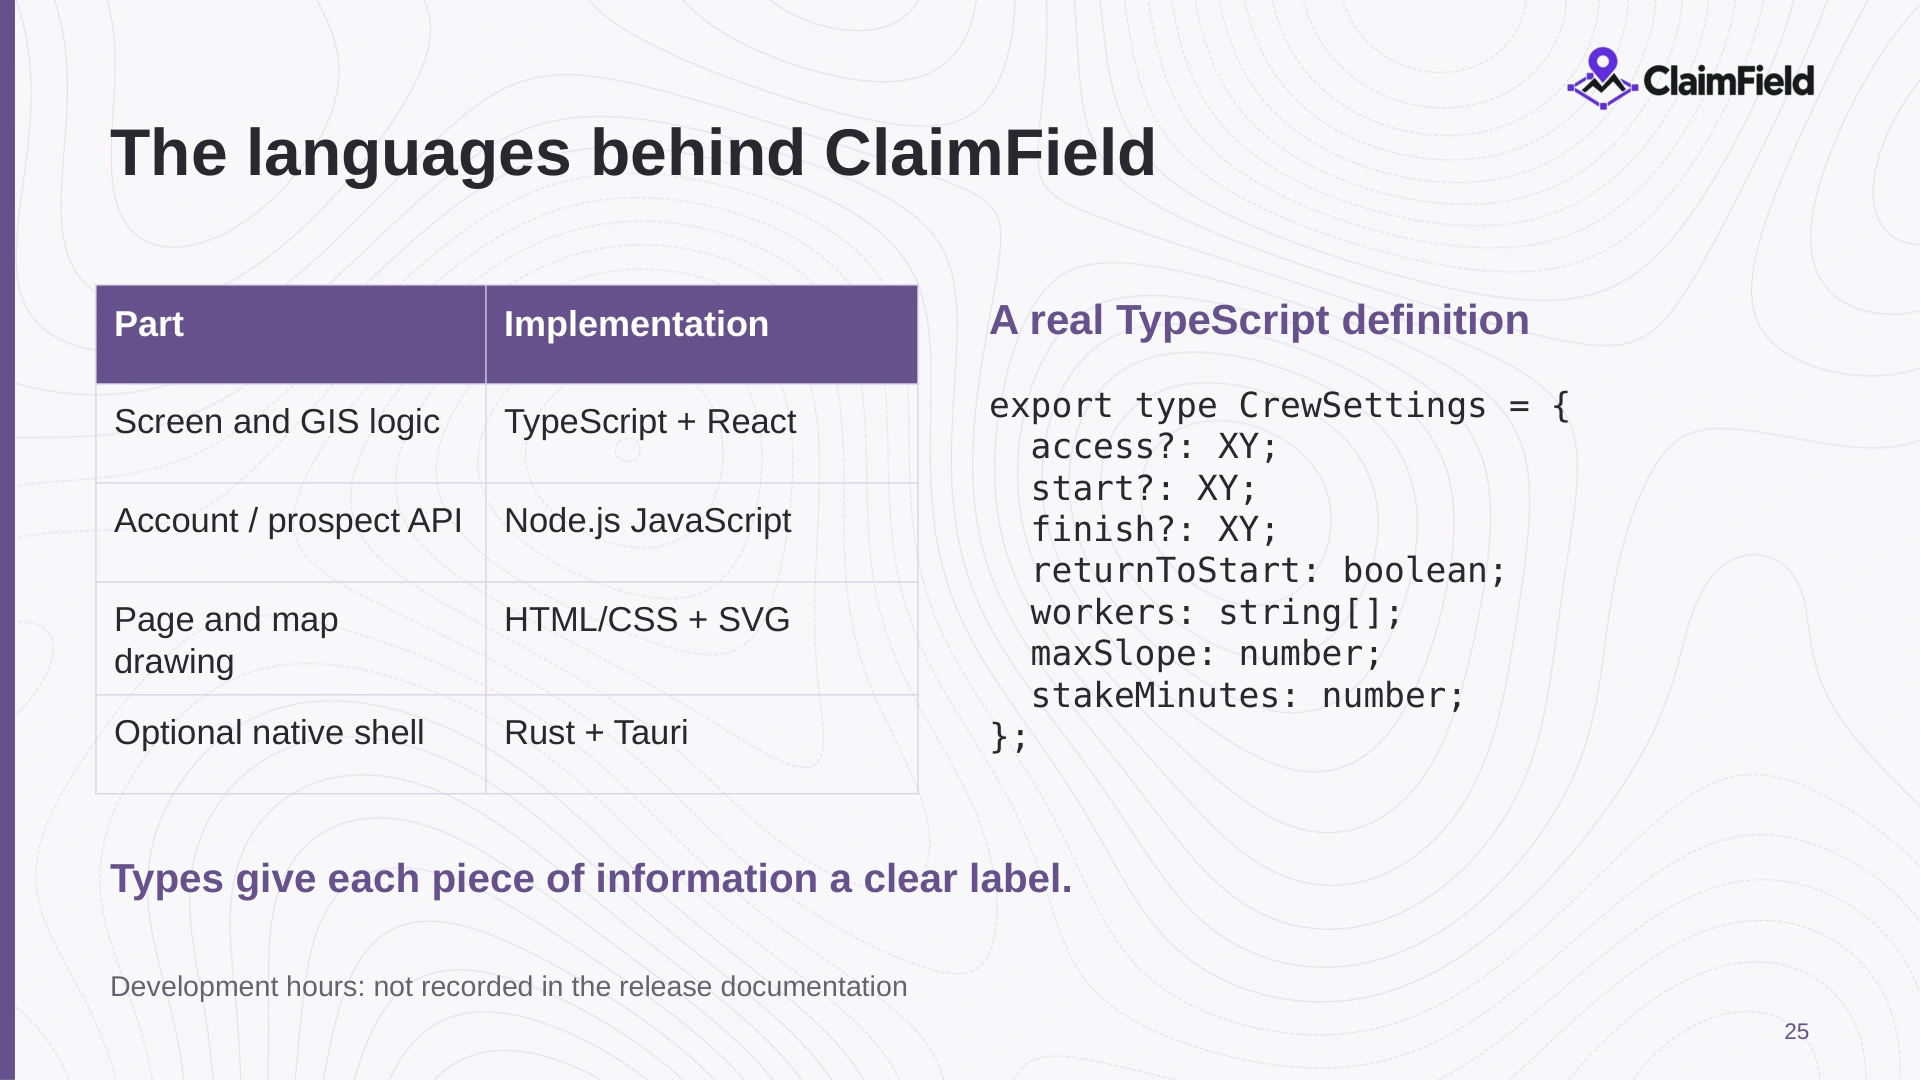 ClaimField
The languages behind ClaimField
Part Implementation
Screen and GIS logic TypeScript + React
Account / prospect API Node.js JavaScript
Page and map HTML/CSS + SVG
drawing
Optional native shell Rust + Tauri
A real TypeScript definition
export type CrewSettings = {
  access?: XY;
  start?: XY;
  finish?: XY;
  returnToStart: boolean;
  workers: string[];
  maxSlope: number;
  stakeMinutes: number;
};
Types give each piece of information a clear label.
Development hours: not recorded in the release documentation
25